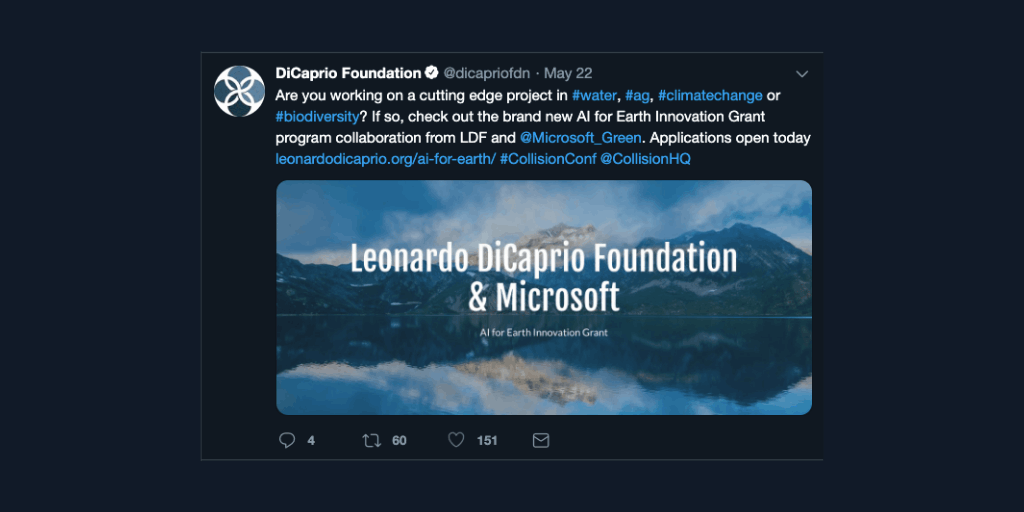 DiCaprio Foundation @dicapriofdn · May 22
Are you working on a cutting edge project in #water, #ag, #climatechange or
#biodiversity? If so, check out the brand new AI for Earth Innovation Grant
program collaboration from LDF and @Microsoft_Green. Applications open today
leonardodicaprio.org/ai-for-earth/ #CollisionConf @CollisionHQ
Leonardo DiCaprio Foundation
& Microsoft
AI for Earth Innovation Grant
4 60 151